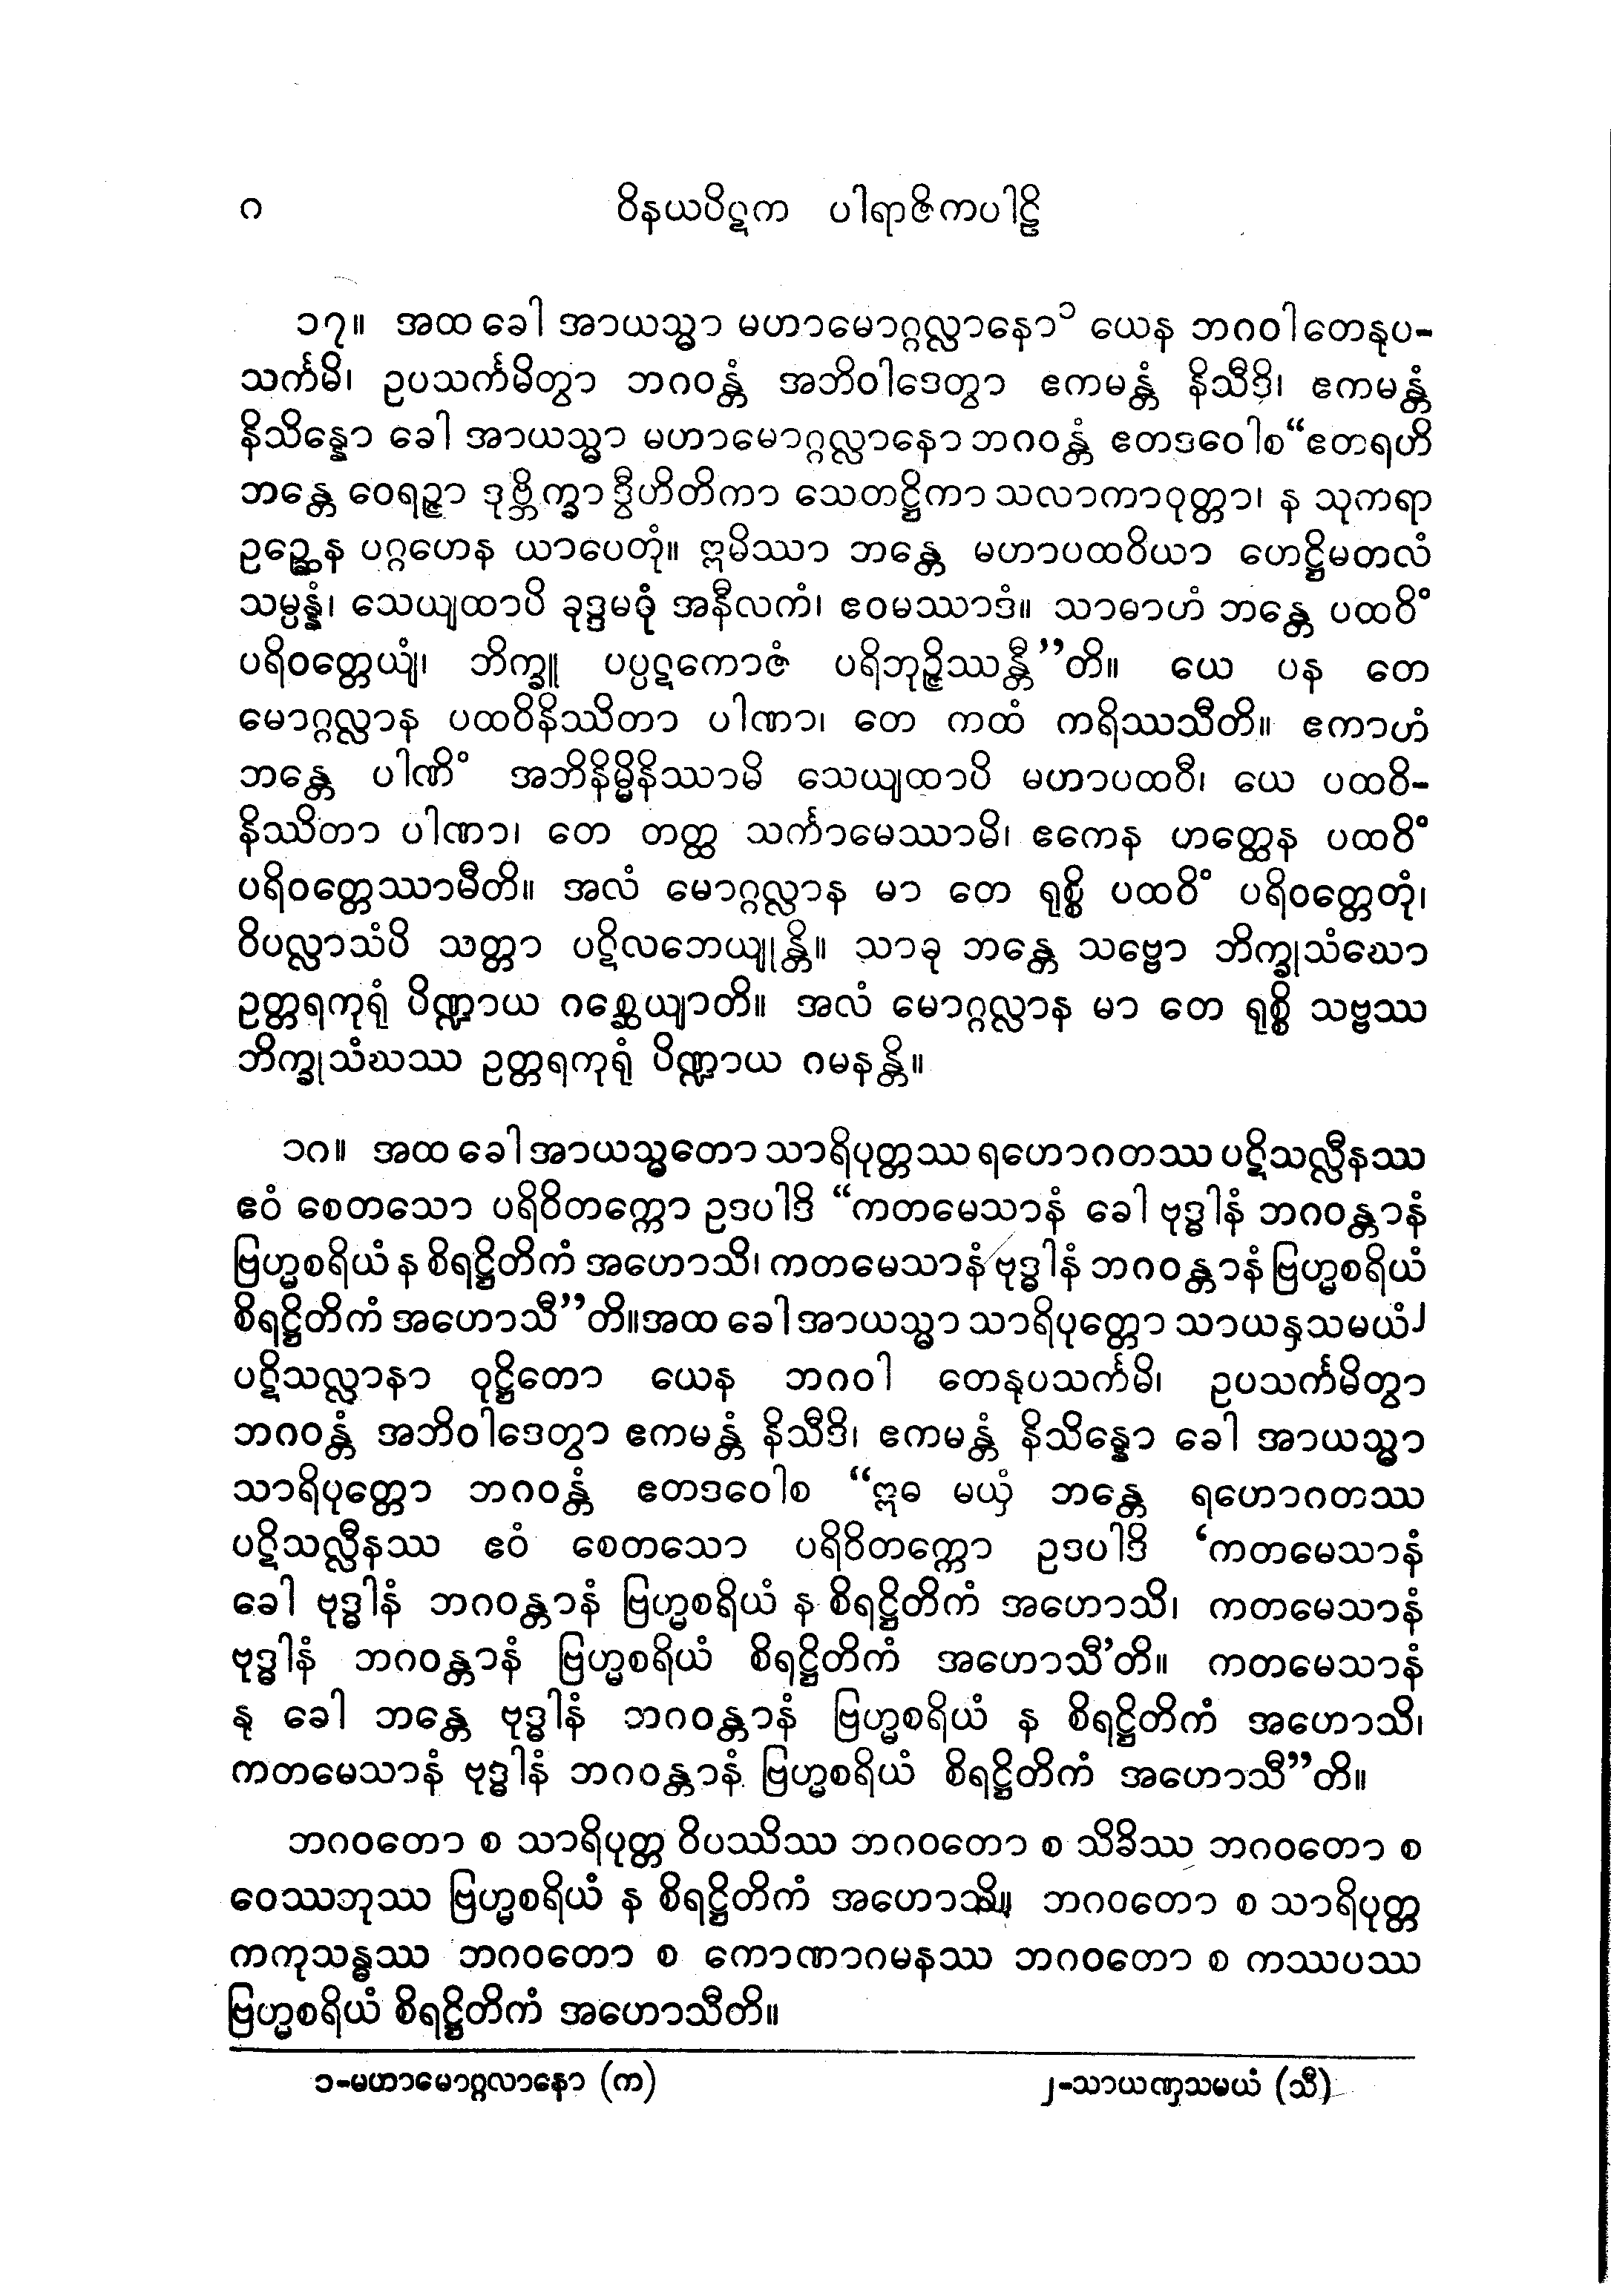 ဂ ဝိနယပိဋက ပါရာဇိကပါဠိ
၁၇။ အထ ခေါ အာယသ္မာ မဟာမောဂ္ဂလ္လာနော၁ ယေန ဘဂဝါ တေနုပ-
သင်္ကမိ၊ ဥပသင်္ကမိတွာ ဘဂဝန္တံ အဘိဝါဒေတွာ ဧကမန္တံ နိသီဒိ၊ ဧကမန္တံ
နိသိန္နော ခေါ အာယသ္မာ မဟာမောဂ္ဂလ္လာနော ဘဂဝန္တံ ဧတဒဝေါစ “ဧတရဟိ
ဘန္တေ ဝေရဉ္ဇာ ဒုဗ္ဘိက္ခာ ဒွီဟိတိကာ သေတဋ္ဌိကာ သလာကာဝုတ္တာ၊ န သုကရာ
ဥဉ္ဆေန ပဂ္ဂဟေန ယာပေတုံ။ ဣမိဿာ ဘန္တေ မဟာပထဝိယာ ဟေဋ္ဌိမတလံ
သမ္ပန္နံ၊ သေယျထာပိ ခုဒ္ဒမဓုံ အနီလကံ၊ ဧဝမဿာဒံ။ သာဓာဟံ ဘန္တေ ပထဝိံ
ပရိဝတ္တေယျံ၊ ဘိက္ခူ ပပ္ပဋကောဇံ ပရိဘုဉ္ဇိဿန္တီ”တိ။ ယေ ပန တေ
မောဂ္ဂလ္လာန ပထဝိနိဿိတာ ပါဏာ၊ တေ ကထံ ကရိဿသီတိ။ ဧကာဟံ
ဘန္တေ ပါဏိံ အဘိနိမ္မိနိဿာမိ သေယျထာပိ မဟာပထဝီ၊ ယေ ပထဝိ-
နိဿိတာ ပါဏာ၊ တေ တတ္ထ သင်္ကာမေဿာမိ၊ ဧကေန ဟတ္ထေန ပထဝိံ
ပရိဝတ္တေဿာမီတိ။ အလံ မောဂ္ဂလ္လာန မာ တေ ရုစ္စိ ပထဝိံ ပရိဝတ္တေတုံ၊
ဝိပလ္လာသံပိ သတ္တာ ပဋိလဘေယျုန္တိ။ သာဓု ဘန္တေ သဗ္ဗော ဘိက္ခုသံဃော
ဥတ္တရကုရုံ ပိဏ္ဍာယ ဂစ္ဆေယျာတိ။ အလံ မောဂ္ဂလ္လာန မာ တေ ရုစ္စိ သဗ္ဗဿ
ဘိက္ခုသံဃဿ ဥတ္တရကုရုံ ပိဏ္ဍာယ ဂမနန္တိ။
၁ဂ။ အထ ခေါ အာယသ္မတော သာရိပုတ္တဿ ရဟောဂတဿ ပဋိသလ္လီနဿ
ဧဝံ စေတသော ပရိဝိတက္ကော ဥဒပါဒိ “ကတမေသာနံ ခေါ ဗုဒ္ဓါနံ ဘဂဝန္တာနံ
ဗြဟ္မစရိယံ န စိရဋ္ဌိတိကံ အဟောသိ၊ ကတမေသာနံ ဗုဒ္ဓါနံ ဘဂဝန္တာနံ ဗြဟ္မစရိယံ
စိရဋ္ဌိတိကံ အဟောသီ”တိ။ အထ ခေါ အာယသ္မာ သာရိပုတ္တော သာယနှသမယံ၂
ပဋိသလ္လာနာ ဝုဋ္ဌိတော ယေန ဘဂဝါ တေနုပသင်္ကမိ၊ ဥပသင်္ကမိတွာ
ဘဂဝန္တံ အဘိဝါဒေတွာ ဧကမန္တံ နိသီဒိ၊ ဧကမန္တံ နိသိန္နော ခေါ အာယသ္မာ
သာရိပုတ္တော ဘဂဝန္တံ ဧတဒဝေါစ “ဣဓ မယှံ ဘန္တေ ရဟောဂတဿ
ပဋိသလ္လီနဿ ဧဝံ စေတသော ပရိဝိတက္ကော ဥဒပါဒိ ‘ကတမေသာနံ
ခေါ ဗုဒ္ဓါနံ ဘဂဝန္တာနံ ဗြဟ္မစရိယံ န စိရဋ္ဌိတိကံ အဟောသိ၊ ကတမေသာနံ
ဗုဒ္ဓါနံ ဘဂဝန္တာနံ ဗြဟ္မစရိယံ စိရဋ္ဌိတိကံ အဟောသီ’တိ။ ကတမေသာနံ
နု ခေါ ဘန္တေ ဗုဒ္ဓါနံ ဘဂဝန္တာနံ ဗြဟ္မစရိယံ န စိရဋ္ဌိတိကံ အဟောသိ၊
ကတမေသာနံ ဗုဒ္ဓါနံ ဘဂဝန္တာနံ ဗြဟ္မစရိယံ စိရဋ္ဌိတိကံ အဟောသီ”တိ။
ဘဂဝတော စ သာရိပုတ္တ ဝိပဿိဿ ဘဂဝတော စ သိခိဿ ဘဂဝတော စ
ဝေဿဘုဿ ဗြဟ္မစရိယံ န စိရဋ္ဌိတိကံ အဟောသိ။ ဘဂဝတော စ သာရိပုတ္တ
ကကုသန္ဓဿ ဘဂဝတော စ ကောဏာဂမနဿ ဘဂဝတော စ ကဿပဿ
ဗြဟ္မစရိယံ စိရဋ္ဌိတိကံ အဟောသီတိ။
၁-မဟာမောဂ္ဂလာနော (က) ၂-သာယဏှသမယံ (သီ)